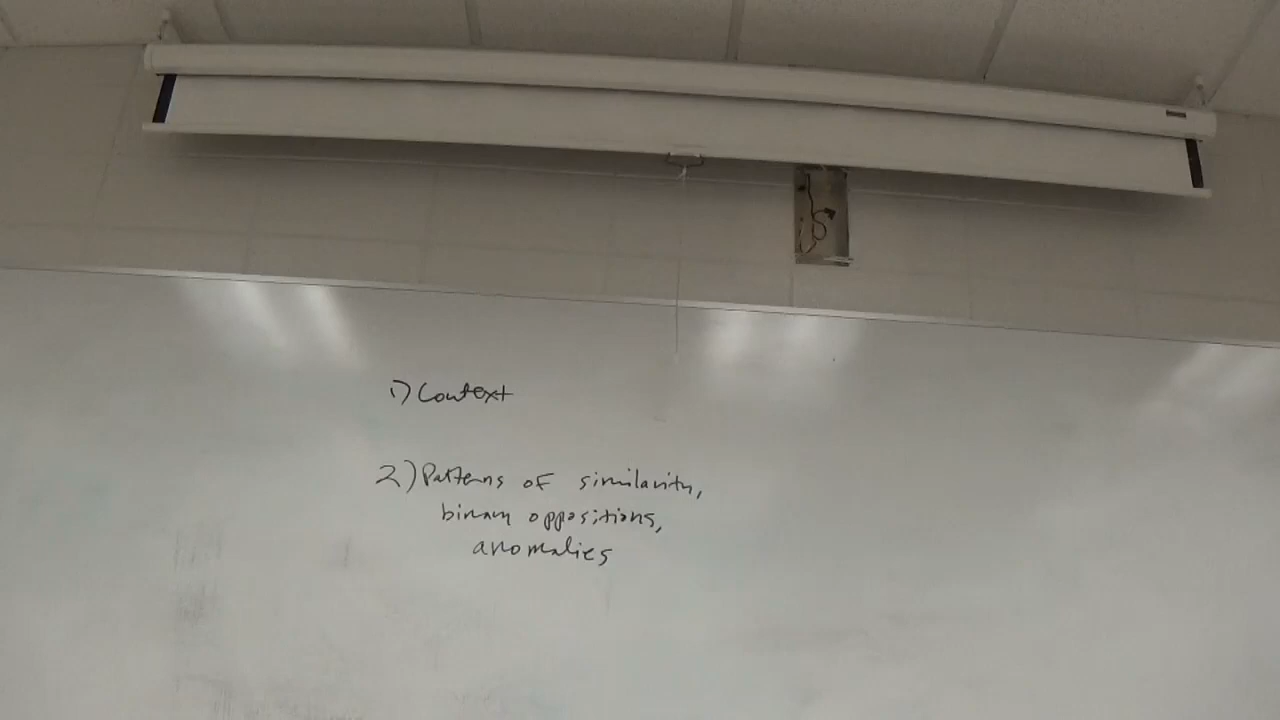 1) Context
2) Patterns of similarity,
binary oppositions,
anomalies